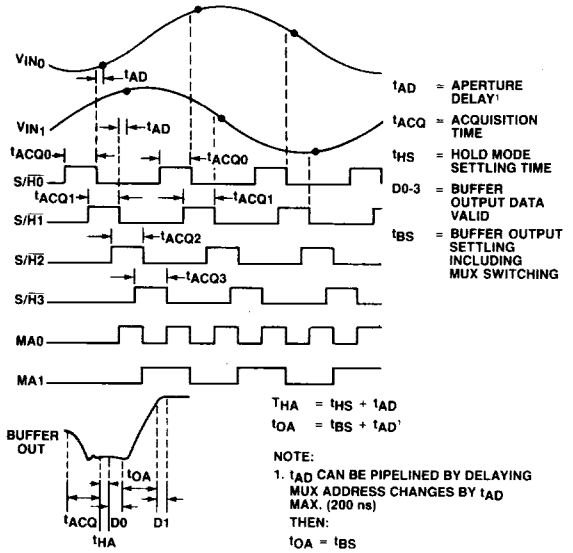 VIN0
tAD
VIN1
tAD
tACQ0
tACQ0
S/H̅0̅
tACQ1
tACQ1
S/H̅1̅
tACQ2
S/H̅2̅
tACQ3
S/H̅3̅
MA0
MA1
BUFFER
OUT
tOA
tACQ
D0
D1
tHA
tAD = APERTURE
DELAY¹
tACQ = ACQUISITION
TIME
tHS = HOLD MODE
SETTLING TIME
D0-3 = BUFFER
OUTPUT DATA
VALID
tBS = BUFFER OUTPUT
SETTLING
INCLUDING
MUX SWITCHING
THA = tHS + tAD
tOA = tBS + tAD¹
NOTE:
1. tAD CAN BE PIPELINED BY DELAYING
MUX ADDRESS CHANGES BY tAD
MAX. (200 ns)
THEN:
tOA = tBS